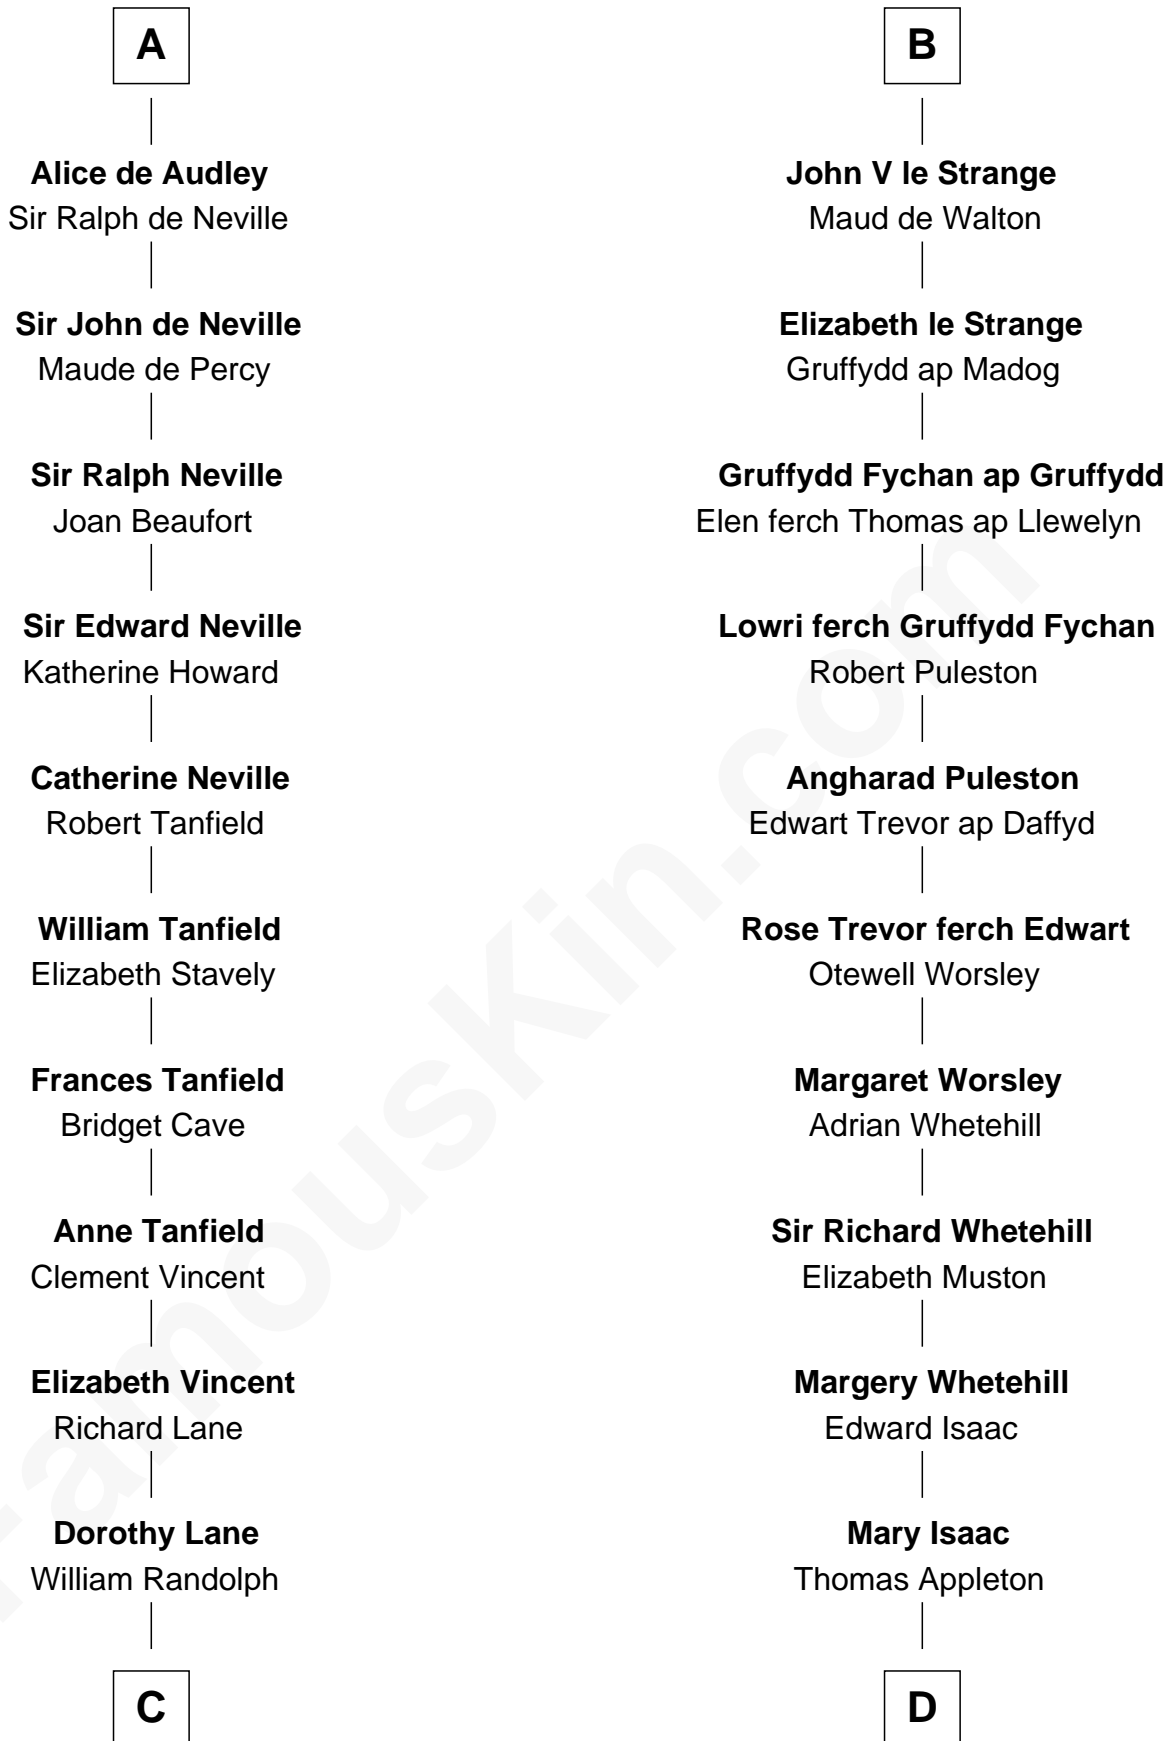 A
Alice de Audley
Sir Ralph de Neville
Sir John de Neville
Maude de Percy
Sir Ralph Neville
Joan Beaufort
Sir Edward Neville
Katherine Howard
Catherine Neville
Robert Tanfield
William Tanfield
Elizabeth Stavely
Frances Tanfield
Bridget Cave
Anne Tanfield
Clement Vincent
Elizabeth Vincent
Richard Lane
Dorothy Lane
William Randolph
C
B
John V le Strange
Maud de Walton
Elizabeth le Strange
Gruffydd ap Madog
Gruffydd Fychan ap Gruffydd
Elen ferch Thomas ap Llewelyn
Lowri ferch Gruffydd Fychan
Robert Puleston
Angharad Puleston
Edwart Trevor ap Daffyd
Rose Trevor ferch Edwart
Otewell Worsley
Margaret Worsley
Adrian Whetehill
Sir Richard Whetehill
Elizabeth Muston
Margery Whetehill
Edward Isaac
Mary Isaac
Thomas Appleton
D
FamousKin.com